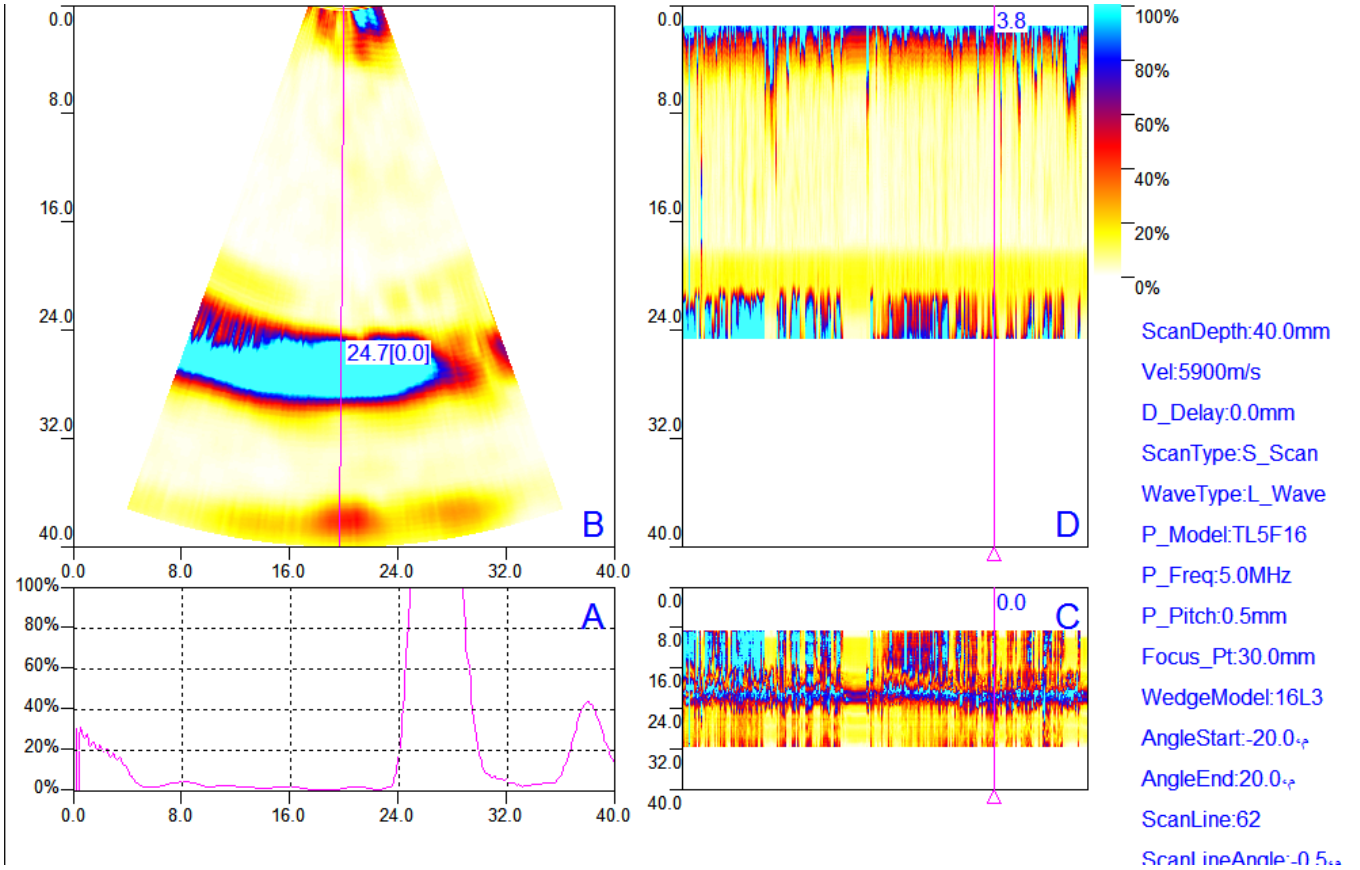 0.0
8.0
16.0
24.0
32.0
40.0
24.7[0.0]
B
0.0 8.0 16.0 24.0 32.0 40.0
0.0
8.0
16.0
24.0
32.0
40.0
3.8
D
100%
80%
60%
40%
20%
0%
100%
80%
60%
40%
20%
0%
A
0.0 8.0 16.0 24.0 32.0 40.0
0.0
8.0
16.0
24.0
32.0
40.0
0.0
C
ScanDepth:40.0mm
Vel:5900m/s
D_Delay:0.0mm
ScanType:S_Scan
WaveType:L_Wave
P_Model:TL5F16
P_Freq:5.0MHz
P_Pitch:0.5mm
Focus_Pt:30.0mm
WedgeModel:16L3
AngleStart:-20.0
AngleEnd:20.0
ScanLine:62
ScanLineAngle:-0.5